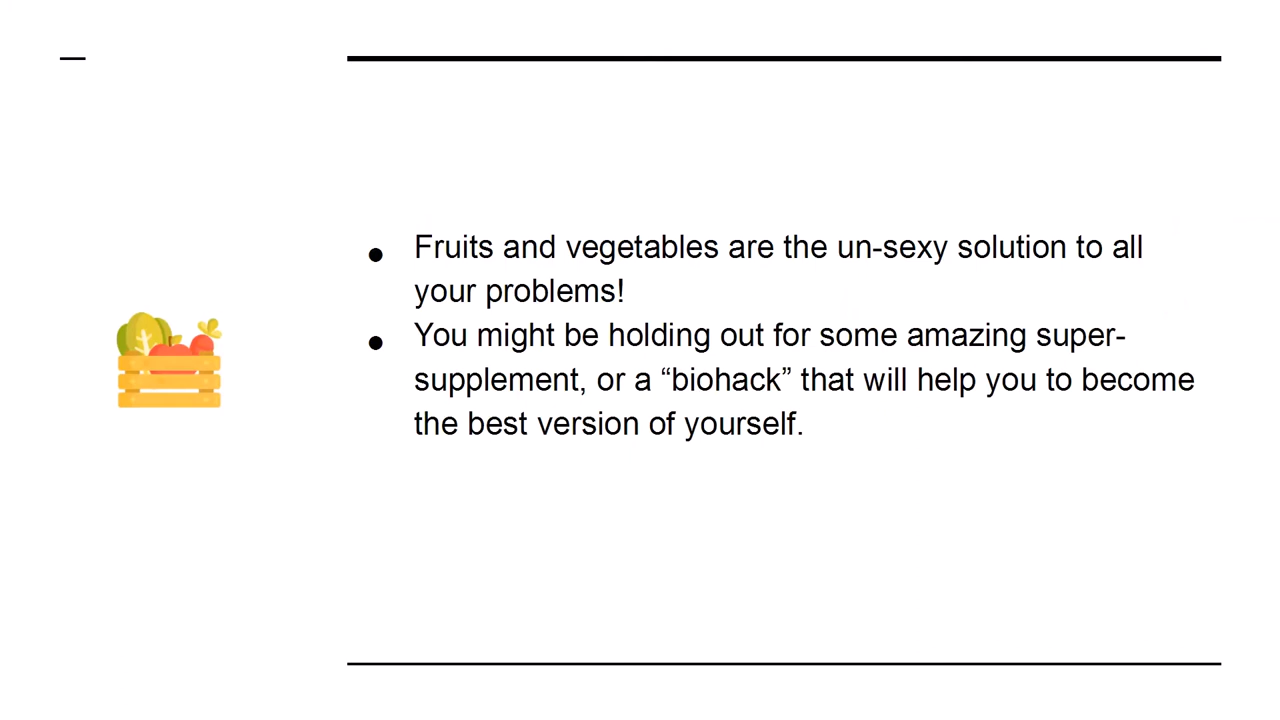 ● Fruits and vegetables are the un-sexy solution to all
your problems!
● You might be holding out for some amazing super-
supplement, or a “biohack” that will help you to become
the best version of yourself.